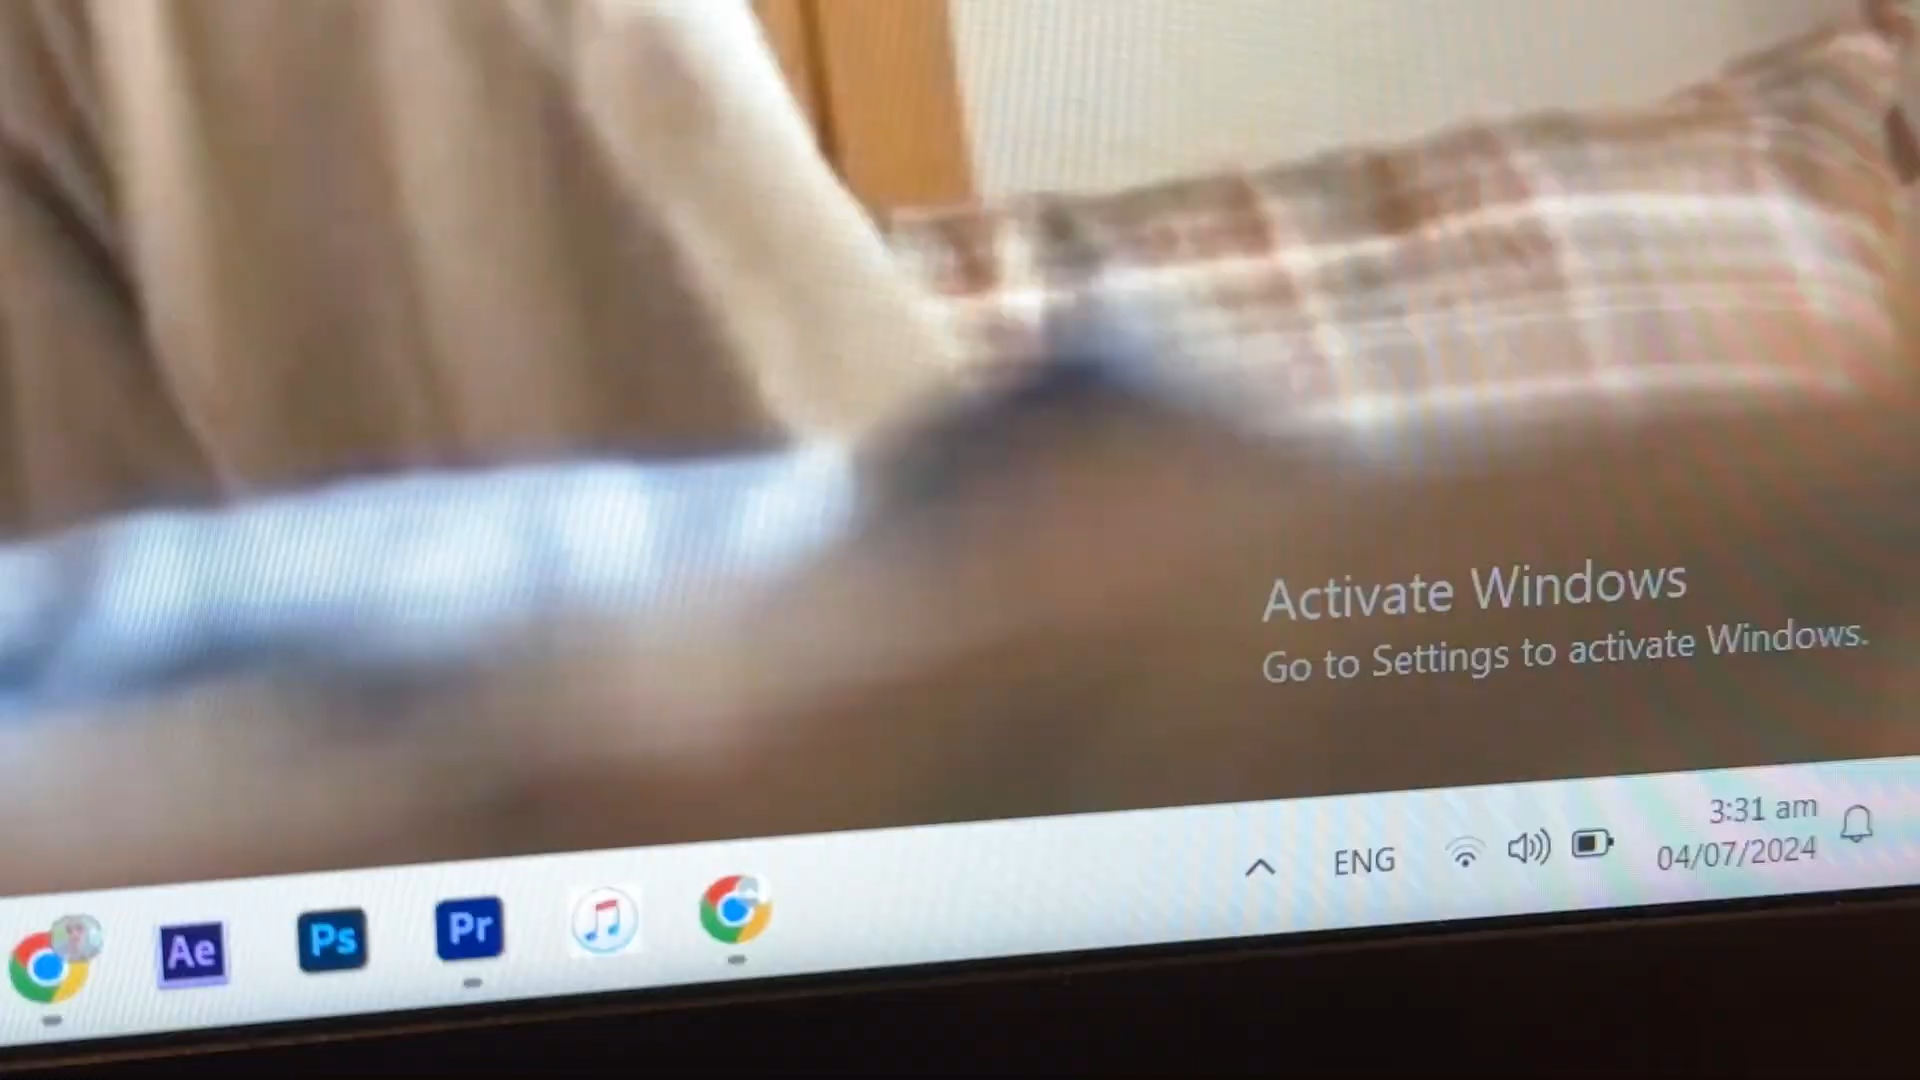 Activate Windows
Go to Settings to activate Windows.
3:31 am
ENG
04/07/2024
Ae
Ps
Pr